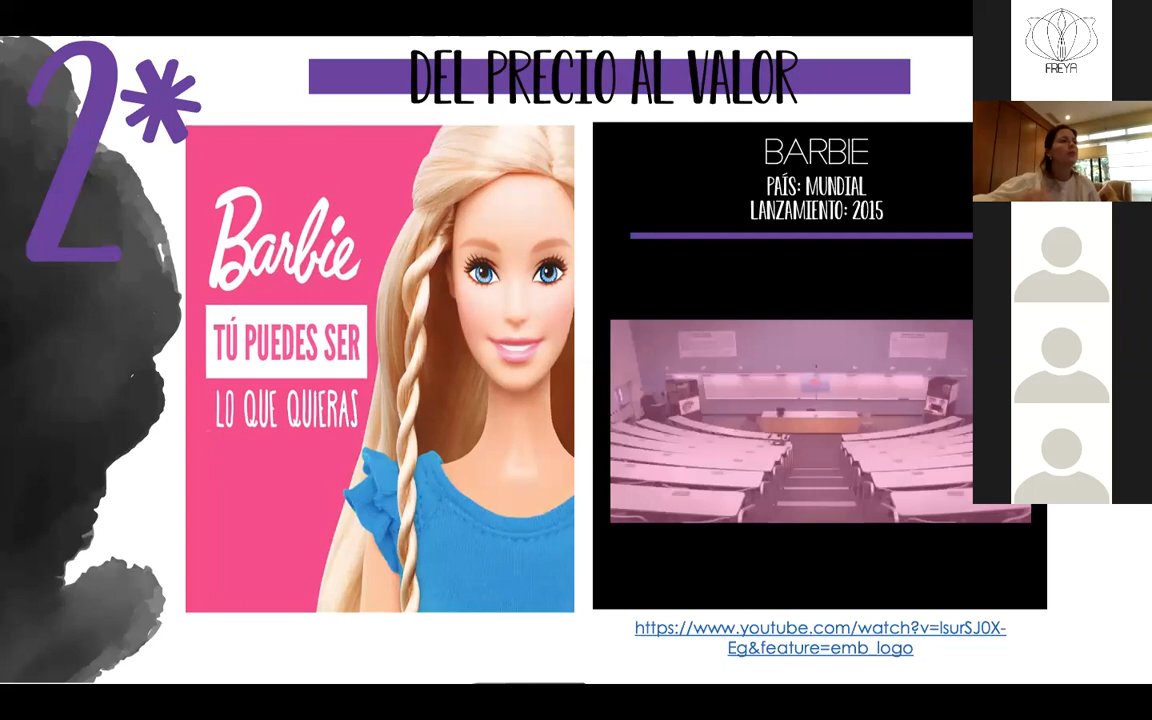 2*
DEL PRECIO AL VALOR
Barbie
TÚ PUEDES SER
LO QUE QUIERAS
BARBIE
PAÍS: MUNDIAL
LANZAMIENTO: 2015
https://www.youtube.com/watch?v=lsurSJ0X-
Eg&feature=emb_logo
FREYA